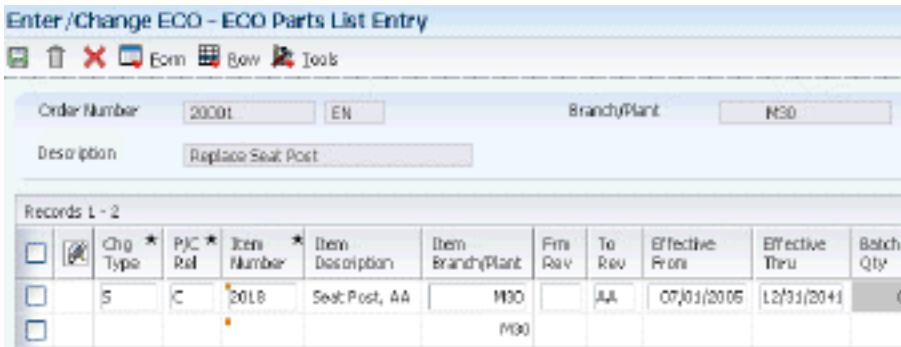 Enter/Change ECO - ECO Parts List Entry
Form Row Tools
Order Number 20001 EN Branch/Plant M30
Description Replace Seat Post
Records 1 - 2
Chg Type P/C Rel Item Number Item Description Item Branch/Plant Frm Rev To Rev Effective From Effective Thru Batch Qty
S C 2018 Seat Post, AA M30 AA 07/01/2005 12/31/2041
M30